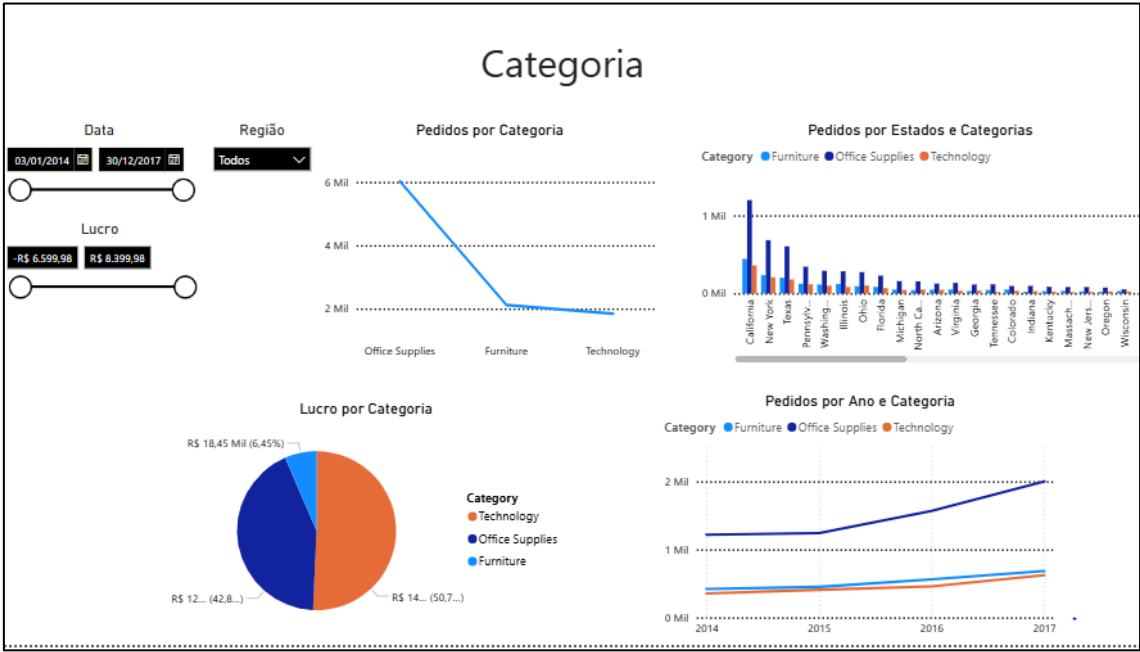 Categoria
Data
Região
03/01/2014
30/12/2017
Todos
Lucro
-R$ 6.599,98
R$ 8.399,98
Pedidos por Categoria
6 Mil
4 Mil
2 Mil
Office Supplies
Furniture
Technology
Pedidos por Estados e Categorias
Category Furniture Office Supplies Technology
1 Mil
0 Mil
California
New York
Texas
Pennsylv...
Washing...
Illinois
Ohio
Florida
Michigan
North Ca...
Arizona
Virginia
Georgia
Tennessee
Colorado
Indiana
Kentucky
Massach...
New Jers...
Oregon
Wisconsin
Lucro por Categoria
R$ 18,45 Mil (6,45%)
R$ 12... (42,8...)
R$ 14... (50,7...)
Category
Technology
Office Supplies
Furniture
Pedidos por Ano e Categoria
Category Furniture Office Supplies Technology
2 Mil
1 Mil
0 Mil
2014
2015
2016
2017